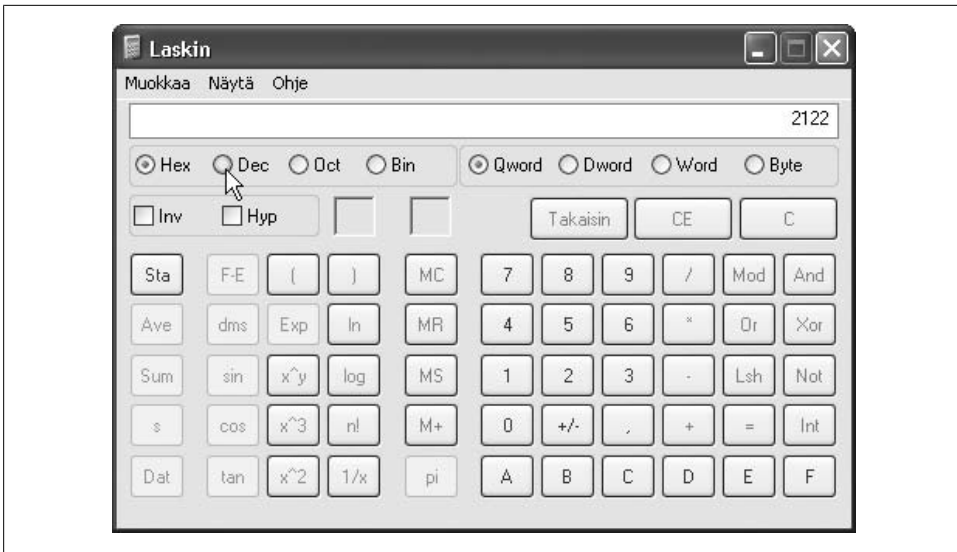 Laskin
Muokkaa Näytä Ohje
2122
Hex Dec Oct Bin Qword Dword Word Byte
Inv Hyp Takaisin CE C
Sta F-E ( ) MC 7 8 9 / Mod And
Ave dms Exp ln MR 4 5 6 * Or Xor
Sum sin x^y log MS 1 2 3 - Lsh Not
s cos x^3 n! M+ 0 +/- , + = Int
Dat tan x^2 1/x pi A B C D E F